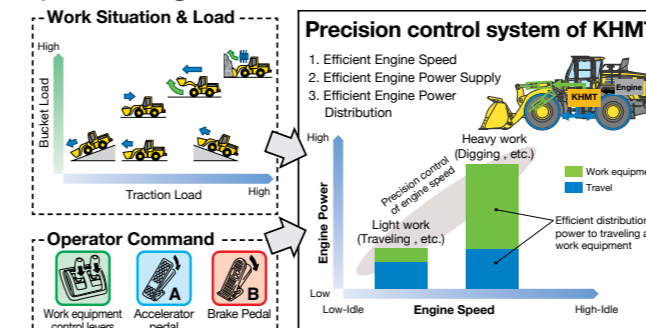 Work Situation & Load
High
Bucket Load
Traction Load
High
Operator Command
A
B
Work equipment
control levers
Accelerator
pedal
Brake Pedal
Precision control system of KHMT
1. Efficient Engine Speed
2. Efficient Engine Power Supply
3. Efficient Engine Power
Distribution
KHMT
Engine
High
Engine Power
Low
Precision control
of engine speed
Heavy work
(Digging , etc.)
Light work
(Traveling , etc.)
Work equipme
Travel
Efficient distribution
power to traveling a
work equipment
Low-Idle
Engine Speed
High-Idle